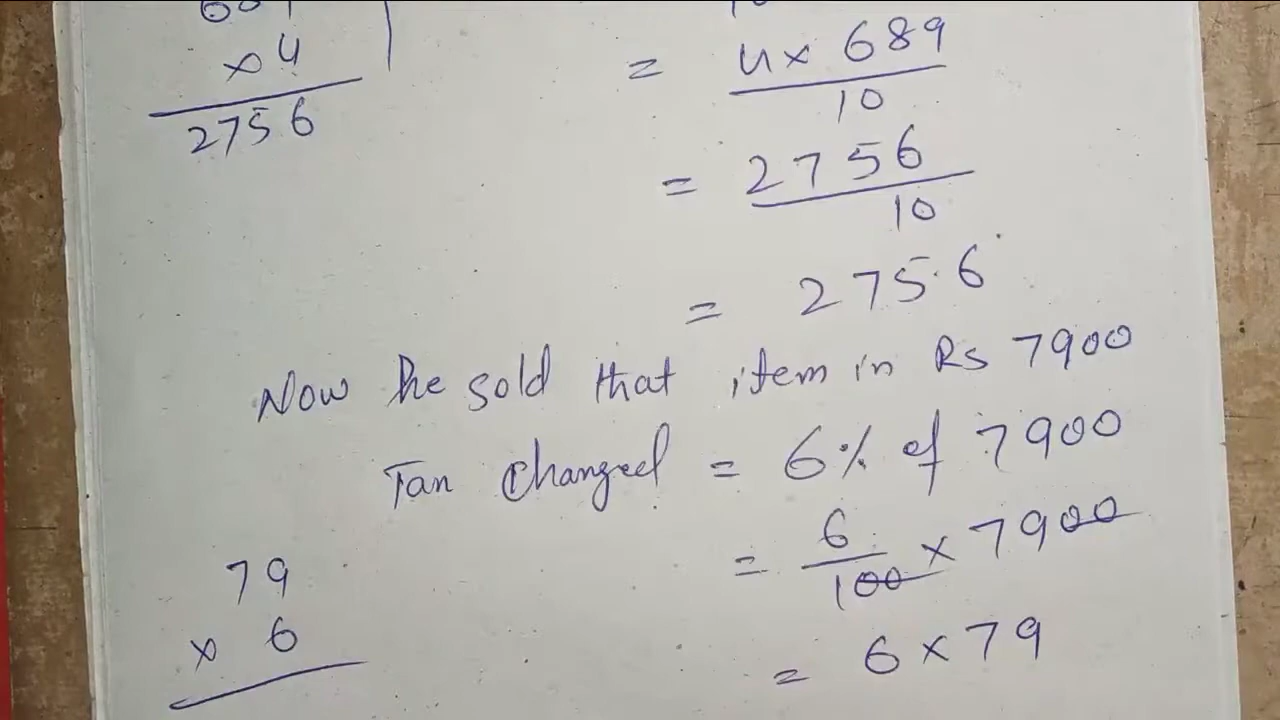 × 4
2756
= 4 × 689
10
= 2756
10
= 275.6
Now he sold that item in Rs 7900
Tax charged = 6% of 7900
= 6
100 × 7900
= 6 × 79
79
× 6